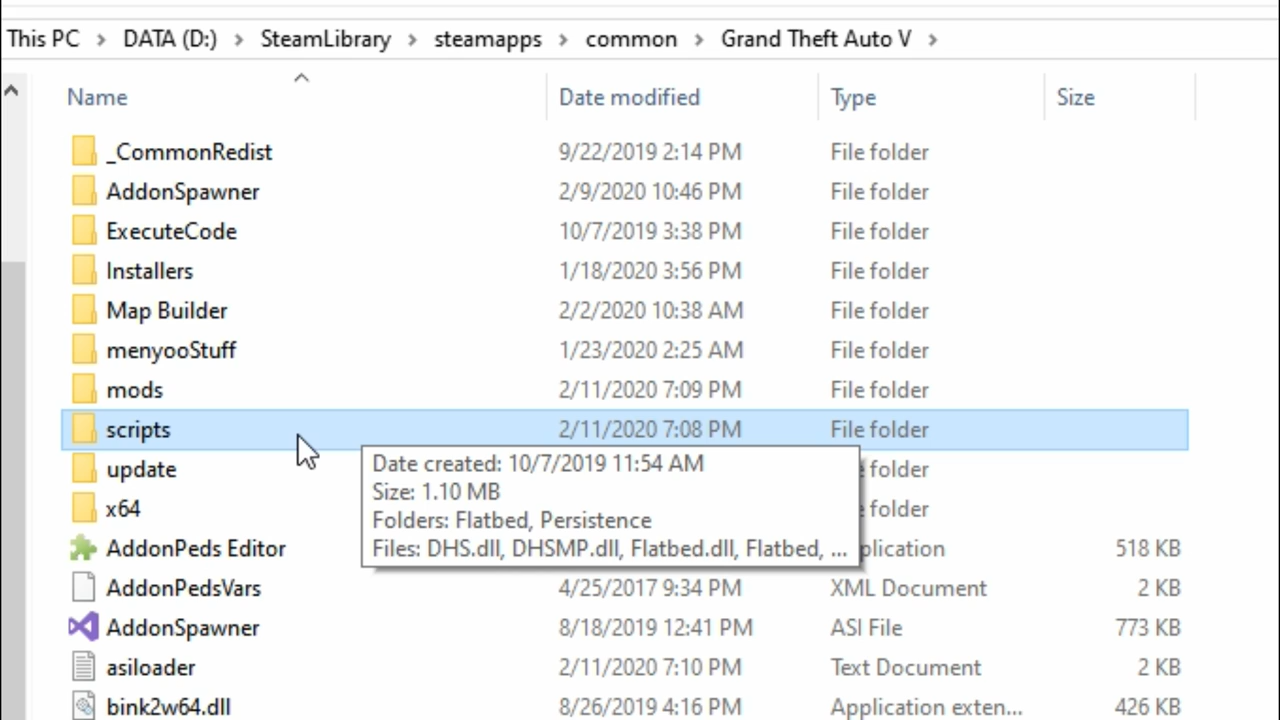 This PC > DATA (D:) > SteamLibrary > steamapps > common > Grand Theft Auto V >
Name Date modified Type Size
_CommonRedist 9/22/2019 2:14 PM File folder
AddonSpawner 2/9/2020 10:46 PM File folder
ExecuteCode 10/7/2019 3:38 PM File folder
Installers 1/18/2020 3:56 PM File folder
Map Builder 2/2/2020 10:38 AM File folder
menyooStuff 1/23/2020 2:25 AM File folder
mods 2/11/2020 7:09 PM File folder
scripts 2/11/2020 7:08 PM File folder
Date created: 10/7/2019 11:54 AM
update e folder
Size: 1.10 MB
x64 e folder
Folders: Flatbed, Persistence
Files: DHS.dll, DHSMP.dll, Flatbed.dll, Flatbed, ...
AddonPeds Editor plication 518 KB
AddonPedsVars 4/25/2017 9:34 PM XML Document 2 KB
AddonSpawner 8/18/2019 12:41 PM ASI File 773 KB
asiloader 2/11/2020 7:10 PM Text Document 2 KB
bink2w64.dll 8/26/2019 4:16 PM Application exten... 426 KB